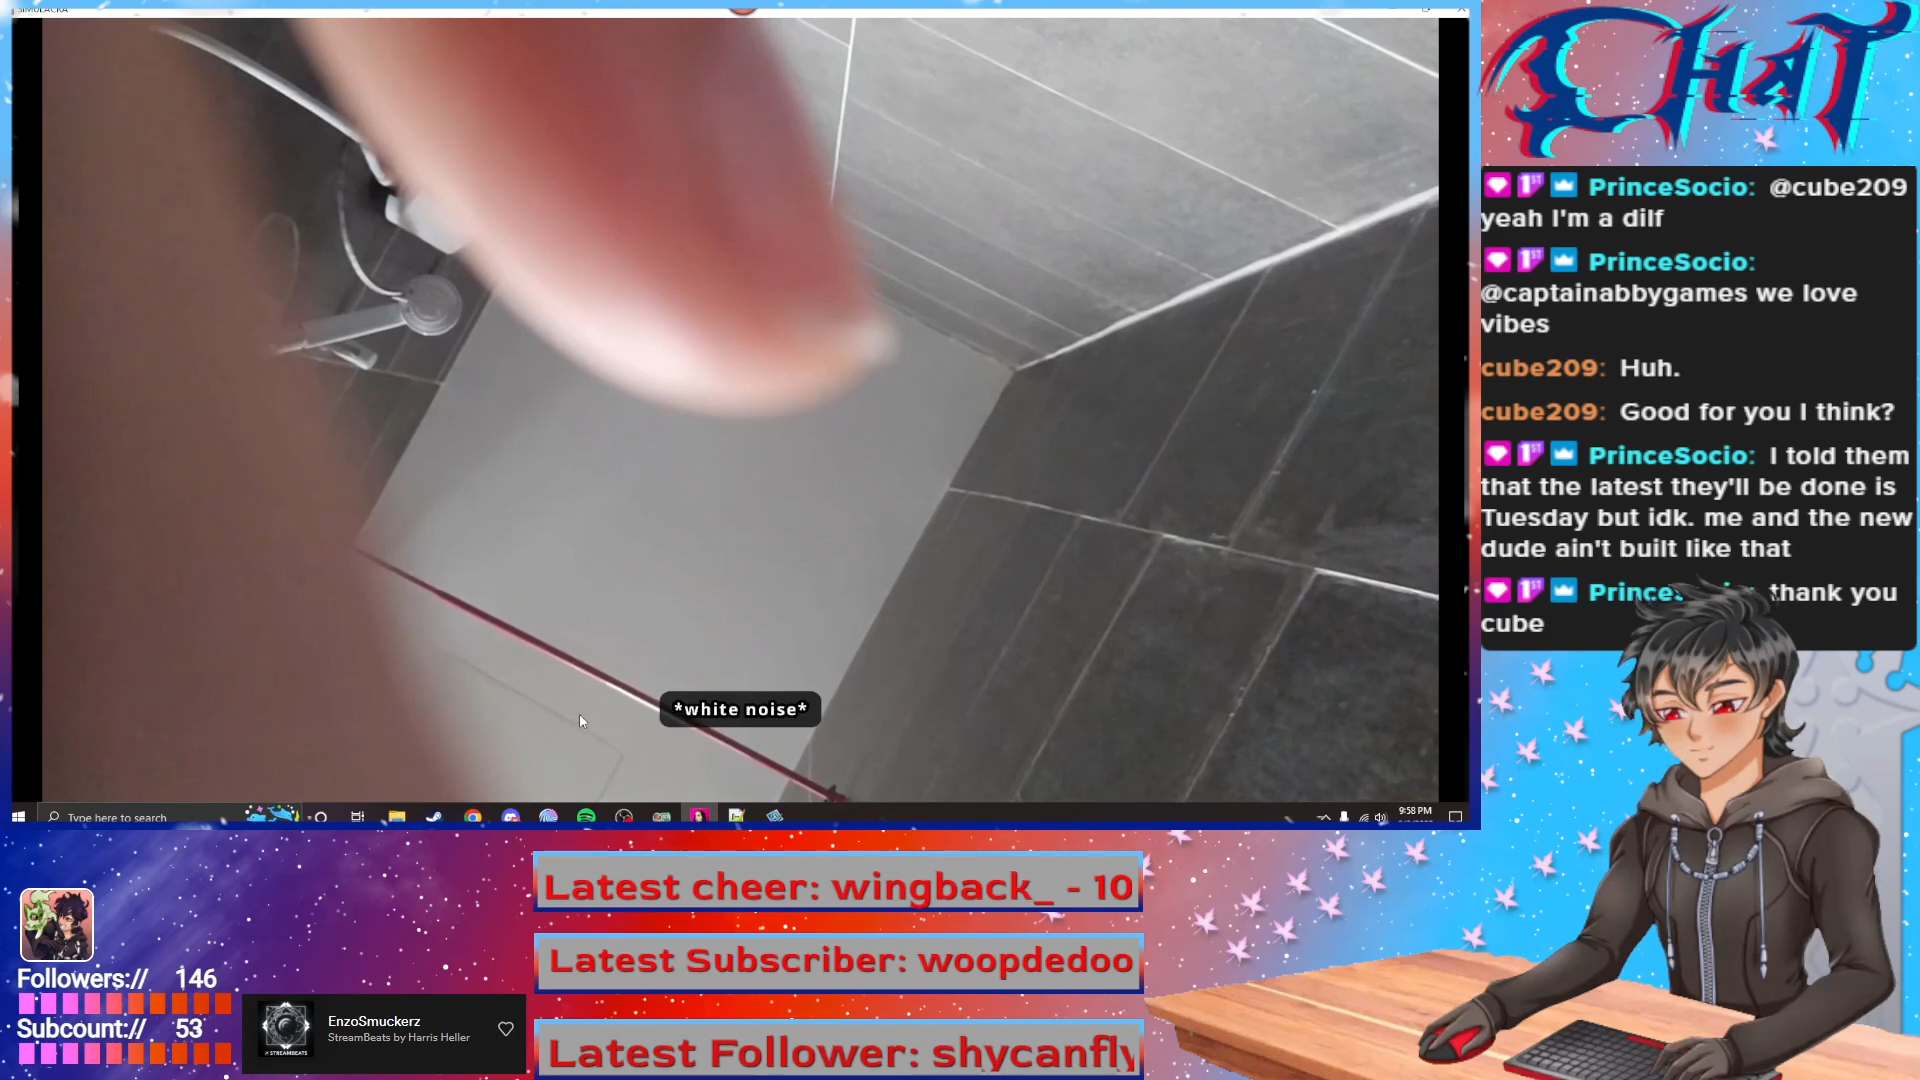 SIMULACRA
ChaT
PrinceSocio: @cube209
yeah I'm a dilf
PrinceSocio:
@captainabbygames we love
vibes
cube209: Huh.
cube209: Good for you I think?
PrinceSocio: I told them
that the latest they'll be done is
Tuesday but idk. me and the new
dude ain't built like that
thank you
cube
*white noise*
Type here to search
9:58 PM
Latest cheer: wingback_ - 10
Latest Subscriber: woopdedoo
Latest Follower: shycanfly
Followers:// 146
Subcount:// 53
STREAMBEATS
EnzoSmuckerz
StreamBeats by Harris Heller